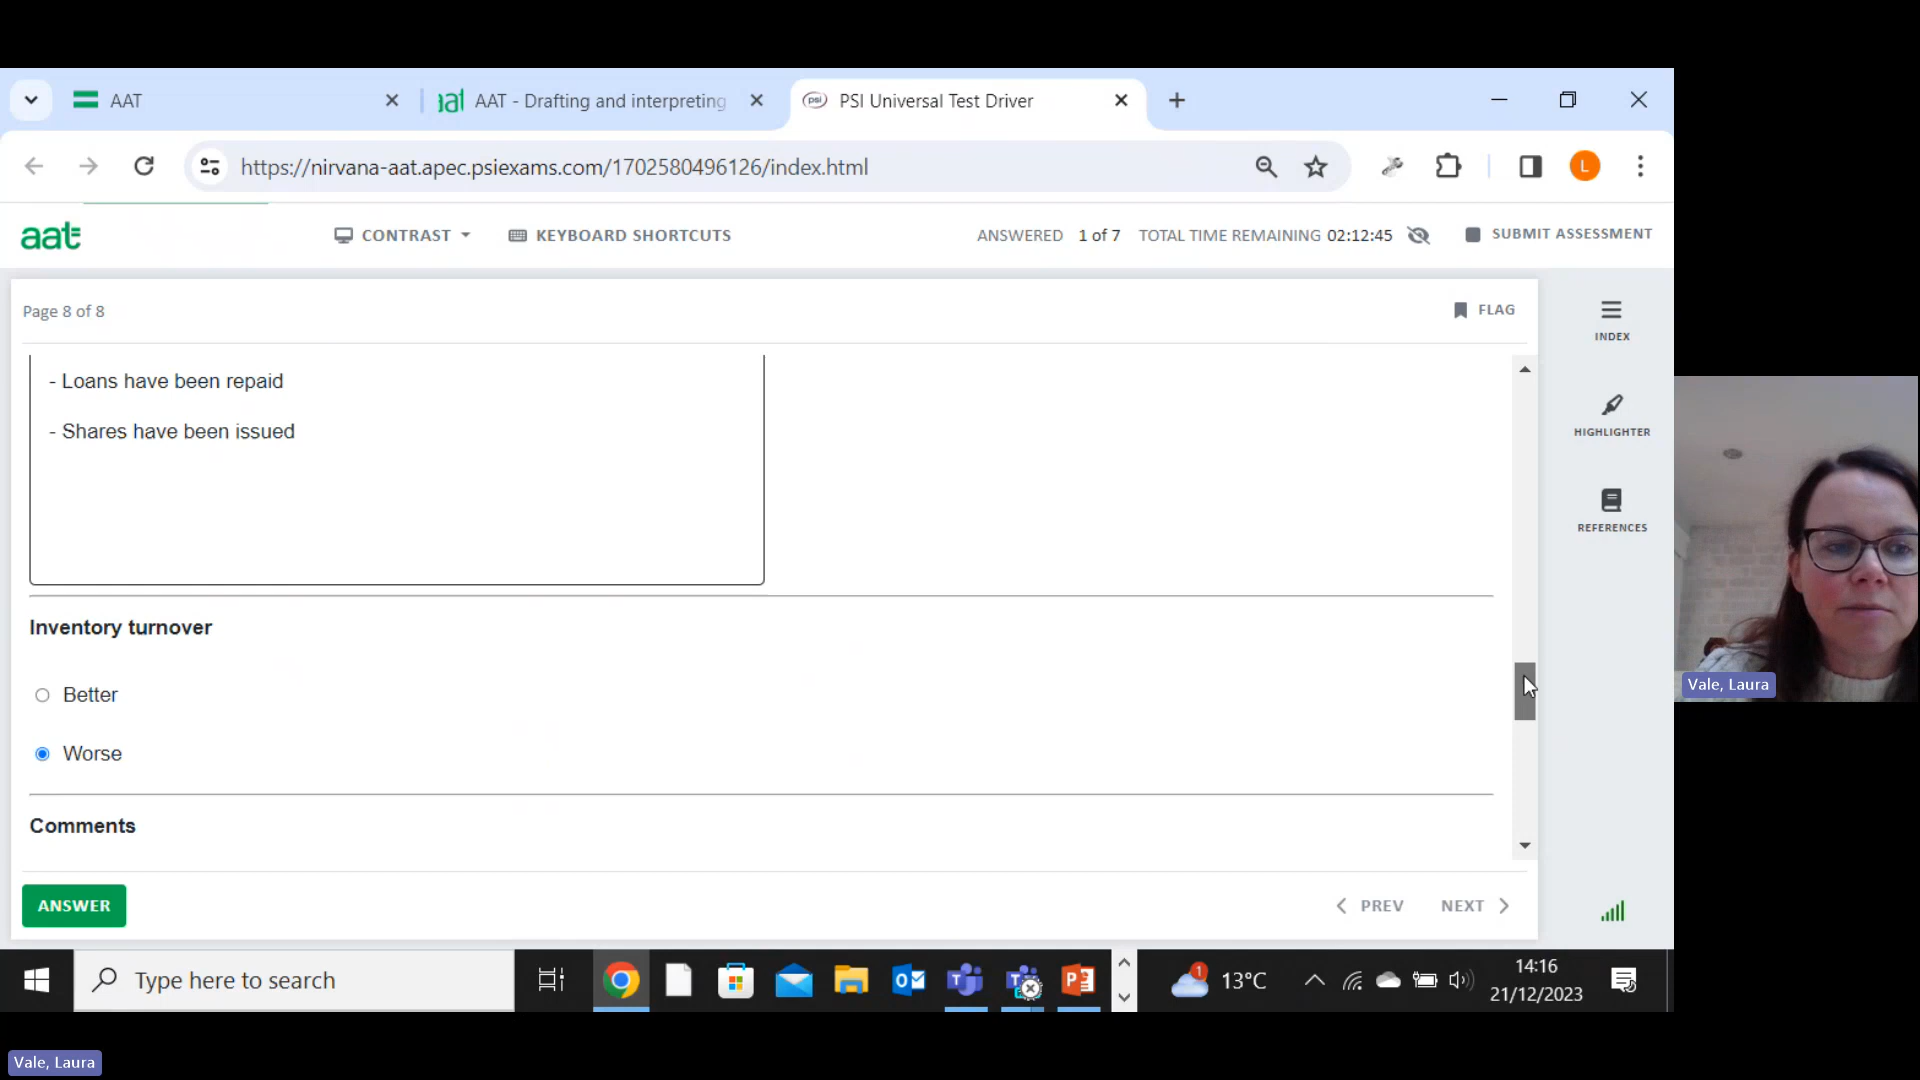 AAT
aat
AAT - Drafting and interpreting
psi
PSI Universal Test Driver
https://nirvana-aat.apec.psiexams.com/1702580496126/index.html
L
aat
CONTRAST
KEYBOARD SHORTCUTS
ANSWERED 1 of 7
TOTAL TIME REMAINING 02:12:45
SUBMIT ASSESSMENT
Page 8 of 8
FLAG
INDEX
HIGHLIGHTER
REFERENCES
- Loans have been repaid
- Shares have been issued
Inventory turnover
Better
Worse
Comments
ANSWER
PREV
NEXT
Vale, Laura
Type here to search
1
13°C
14:16
21/12/2023
Vale, Laura